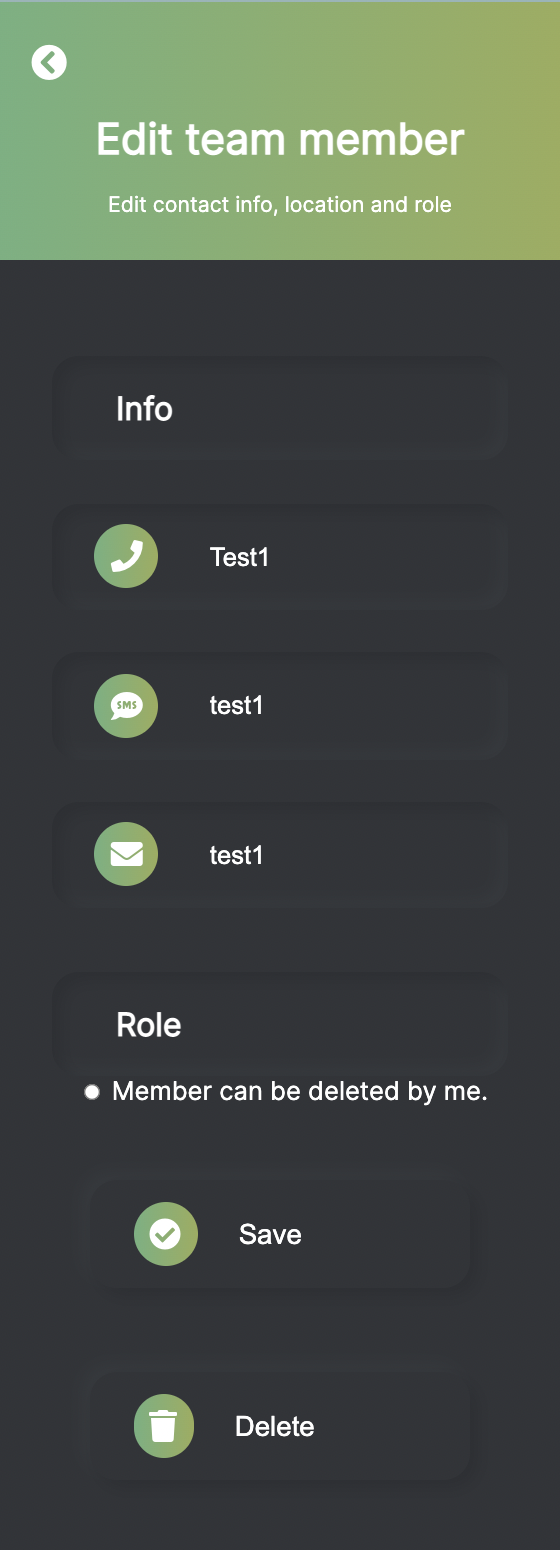 Edit team member
Edit contact info, location and role
Info
Test1
SMS
test1
test1
Role
Member can be deleted by me.
Save
Delete